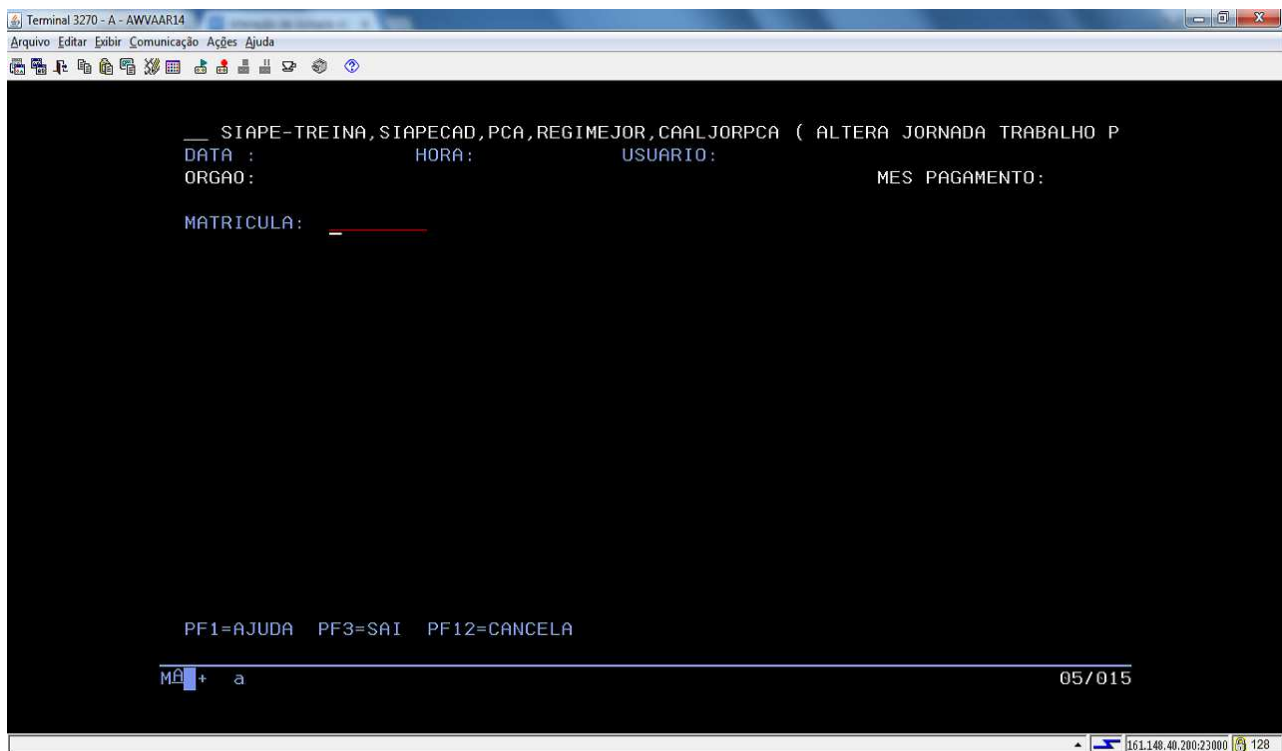 Terminal 3270 - A - AWVAAR14
Arquivo Editar Exibir Comunicação Ações Ajuda
__ SIAPE-TREINA,SIAPECAD,PCA,REGIMEJOR,CAALJORPCA ( ALTERA JORNADA TRABALHO P
DATA : HORA: USUARIO:
ORGAO: MES PAGAMENTO:
MATRICULA: _________
PF1=AJUDA PF3=SAI PF12=CANCELA
MA + a 05/015
161.148.40.200:23000 128